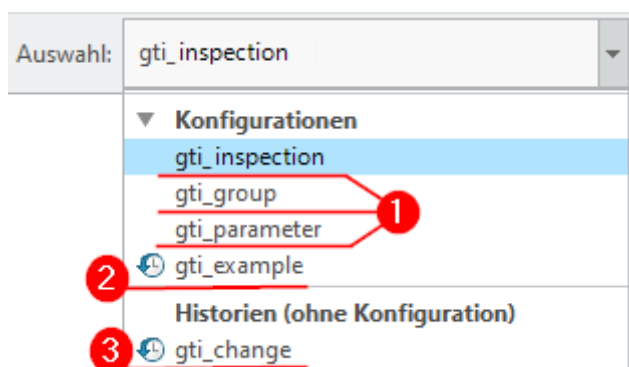 Auswahl: gti_inspection
Konfigurationen
gti_inspection
gti_group
gti_parameter
1
2 gti_example
Historien (ohne Konfiguration)
3 gti_change